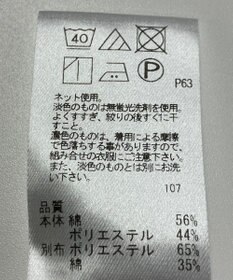 40
P
P63
ネット使用。
淡色のものは無蛍光洗剤を使用。
よくすすぎ、絞りの後すぐに干
すこと。
濃色のものは、着用による摩擦
で色落ちする事がありますので、
組み合せの衣服にご注意下さい。
また、淡色のものとは別にお洗
い下さい。
107
品質
本体 綿 56%
ポリエステル 44%
別布 ポリエステル 65%
綿 35%